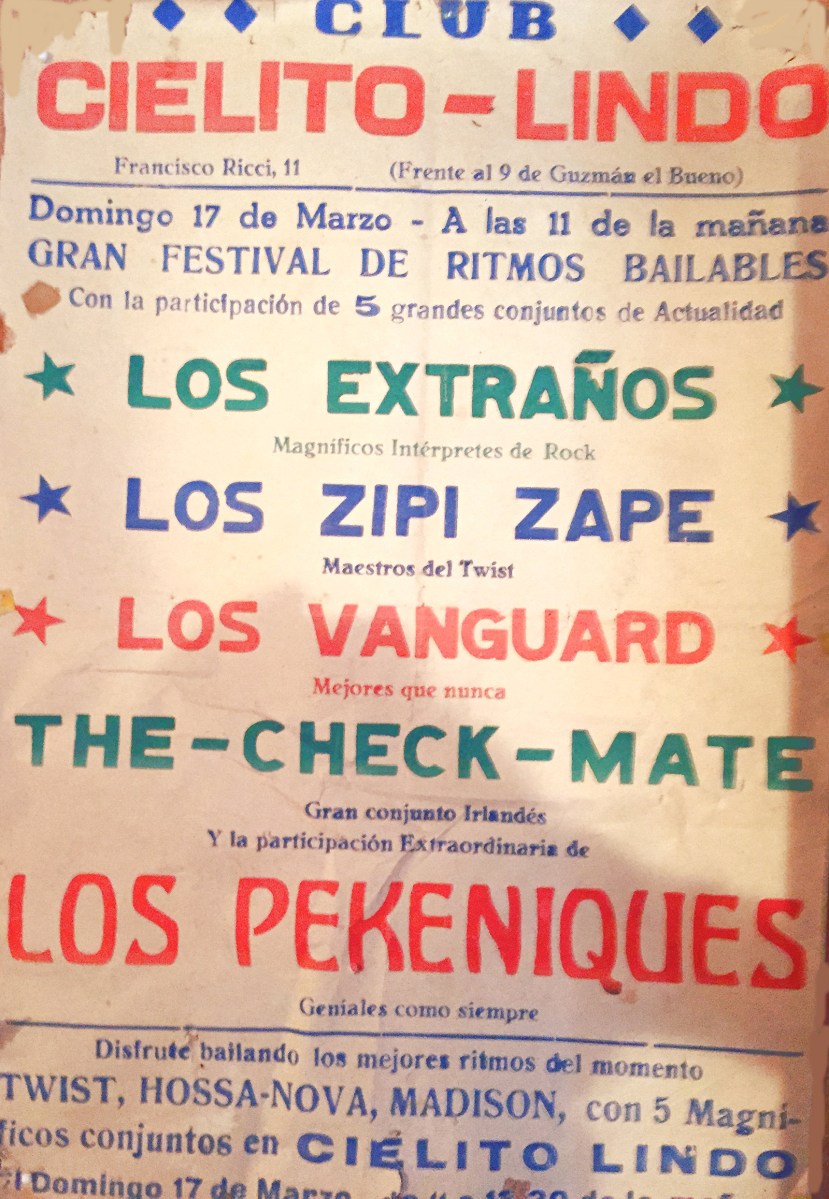 CLUB
CIELITO-LINDO
Francisco Ricci, 11 (Frente al 9 de Guzmán el Bueno)
Domingo 17 de Marzo - A las 11 de la mañana
GRAN FESTIVAL DE RITMOS BAILABLES
Con la participación de 5 grandes conjuntos de Actualidad
LOS EXTRAÑOS
Magníficos Intérpretes de Rock
LOS ZIPI ZAPE
Maestros del Twist
LOS VANGUARD
Mejores que nunca
THE-CHECK-MATE
Gran conjunto Irlandés
Y la participación Extraordinaria de
LOS PEKENIQUES
Geniales como siempre
Disfrute bailando los mejores ritmos del momento
TWIST, HOSSA-NOVA, MADISON, con 5 Magní-
ficos conjuntos en CIELITO LINDO
El Domingo 17 de Marzo